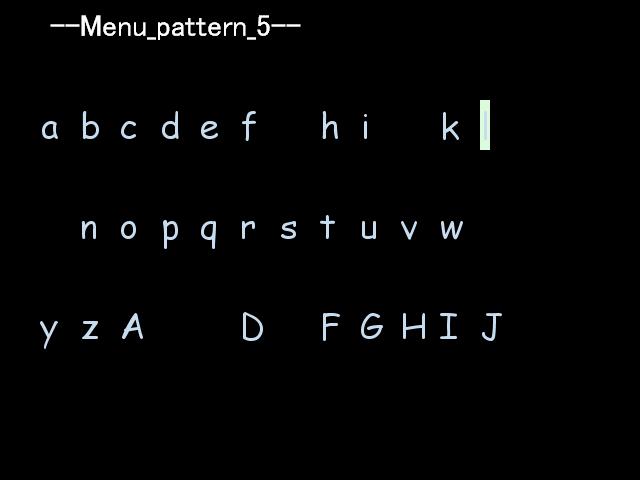 --Menu_pattern_5--
a b c d e f h i k l
n o p q r s t u v w
y z A D F G H I J